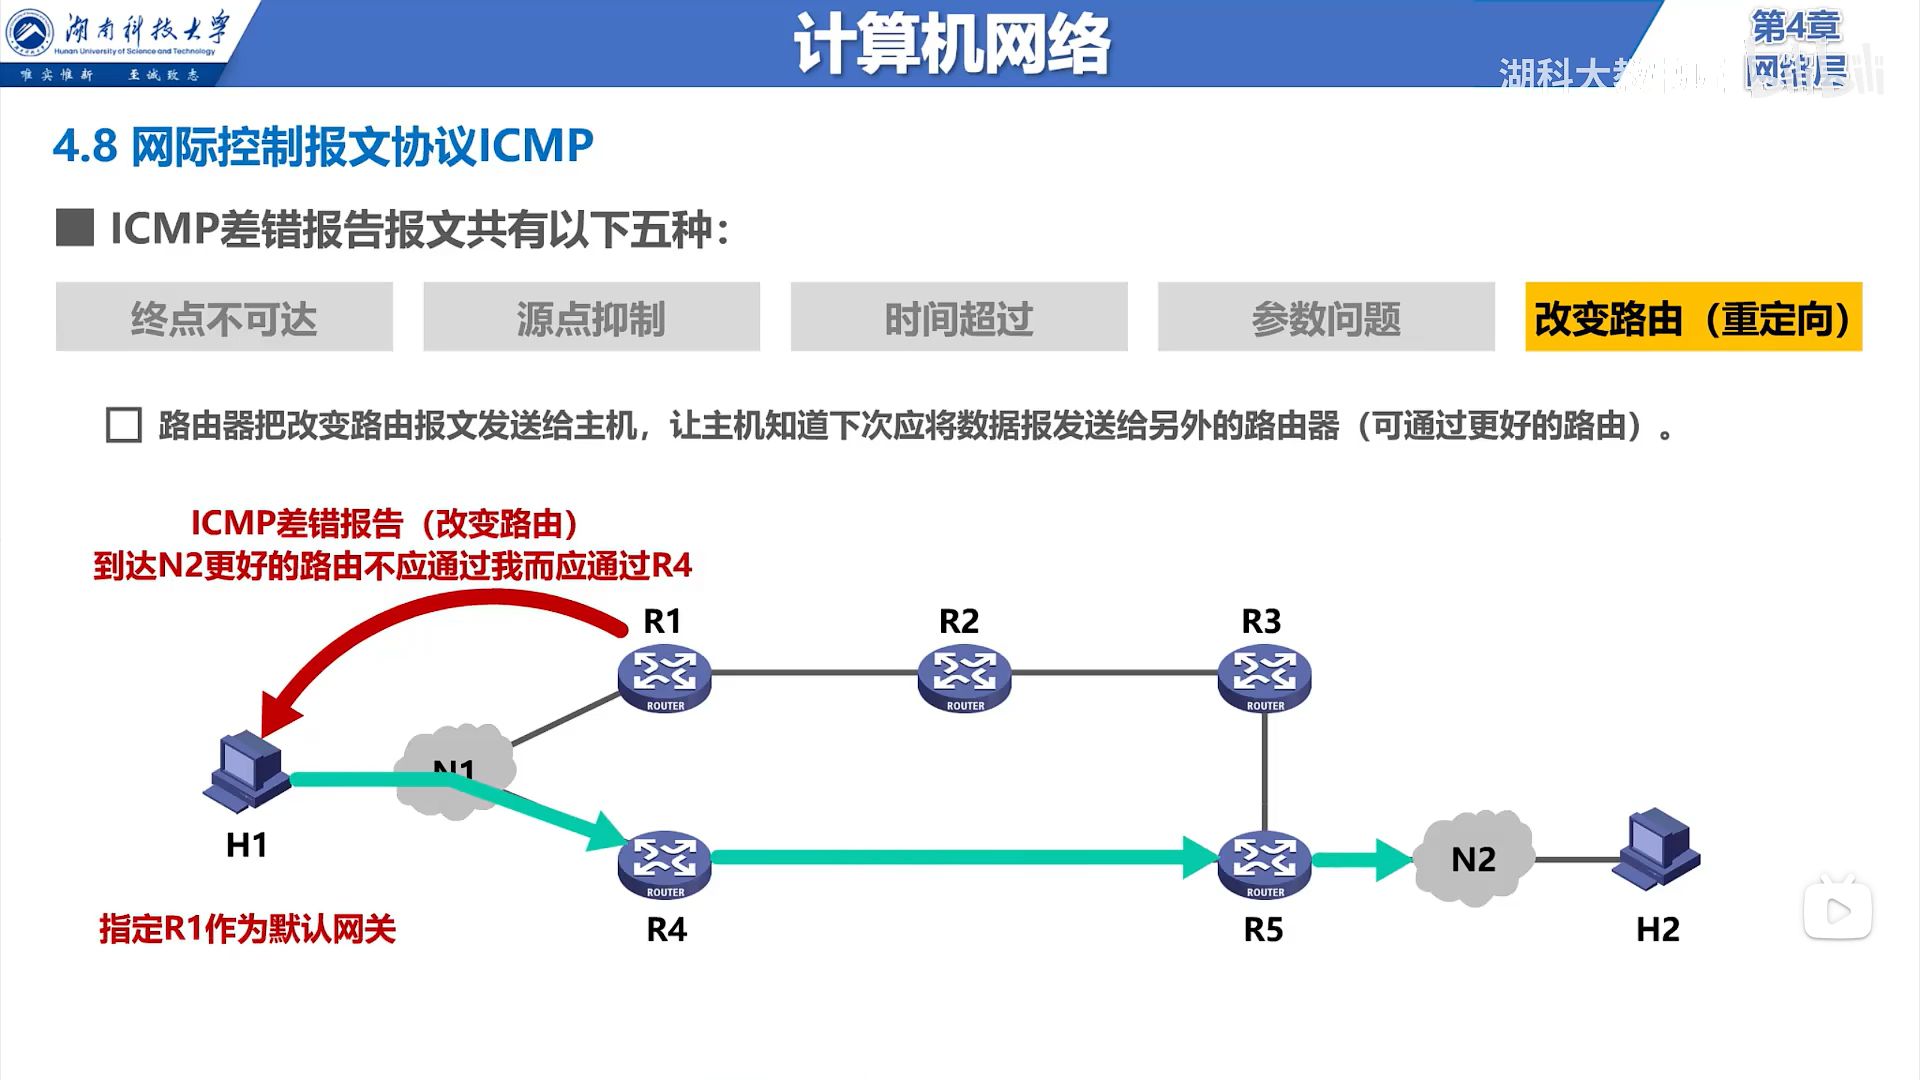 湖南科技大学
Hunan University of Science and Technology
唯实惟新 至诚致志
计算机网络
第4章
网络层
湖科大教
4.8 网际控制报文协议ICMP
ICMP差错报告报文共有以下五种：
终点不可达
源点抑制
时间超过
参数问题
改变路由（重定向）
路由器把改变路由报文发送给主机，让主机知道下次应将数据报发送给另外的路由器（可通过更好的路由）。
ICMP差错报告（改变路由）
到达N2更好的路由不应通过我而应通过R4
R1
R2
R3
ROUTER
ROUTER
ROUTER
N1
H1
ROUTER
ROUTER
N2
R4
R5
H2
指定R1作为默认网关